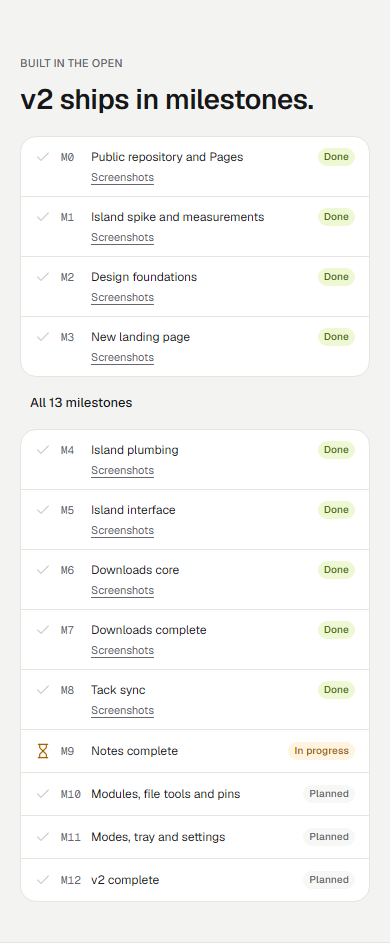 BUILT IN THE OPEN
v2 ships in milestones.
M0 Public repository and Pages Done
Screenshots
M1 Island spike and measurements Done
Screenshots
M2 Design foundations Done
Screenshots
M3 New landing page Done
Screenshots
All 13 milestones
M4 Island plumbing Done
Screenshots
M5 Island interface Done
Screenshots
M6 Downloads core Done
Screenshots
M7 Downloads complete Done
Screenshots
M8 Tack sync Done
Screenshots
M9 Notes complete In progress
M10 Modules, file tools and pins Planned
M11 Modes, tray and settings Planned
M12 v2 complete Planned